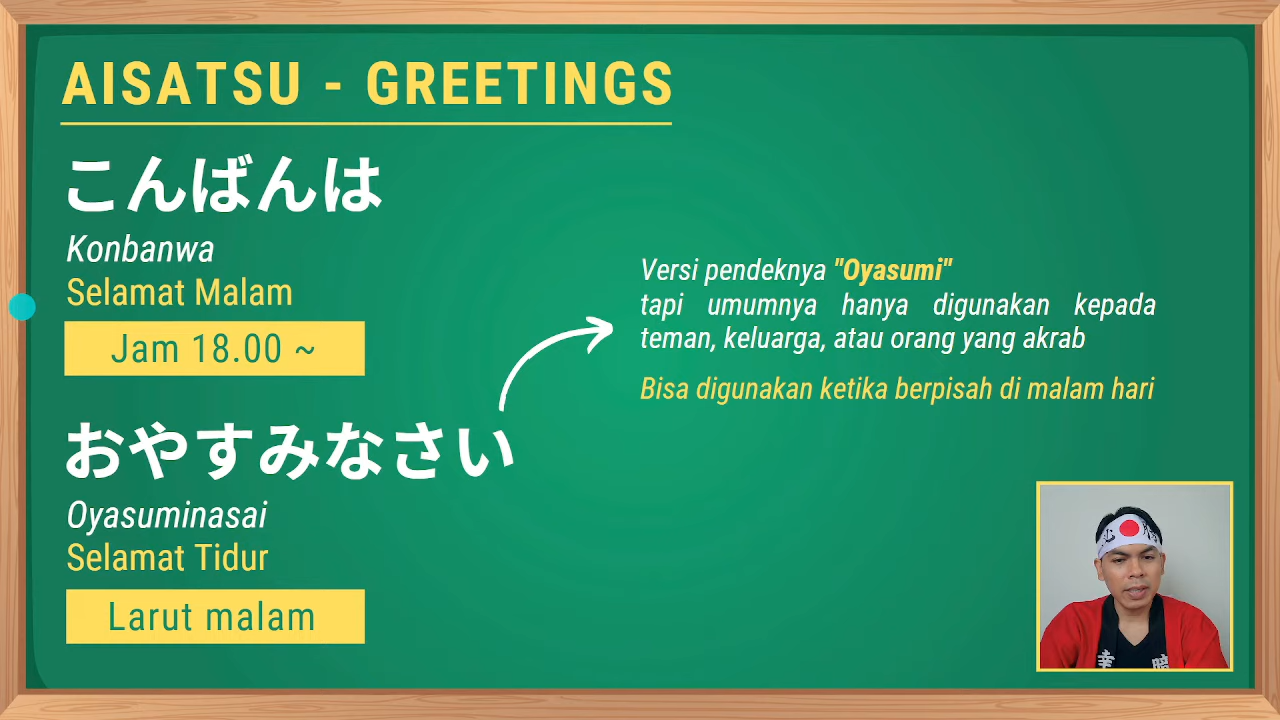 AISATSU - GREETINGS
こんばんは
Konbanwa
Selamat Malam
Jam 18.00 ~
おやすみなさい
Oyasuminasai
Selamat Tidur
Larut malam
Versi pendeknya "Oyasumi"
tapi umumnya hanya digunakan kepada
teman, keluarga, atau orang yang akrab
Bisa digunakan ketika berpisah di malam hari